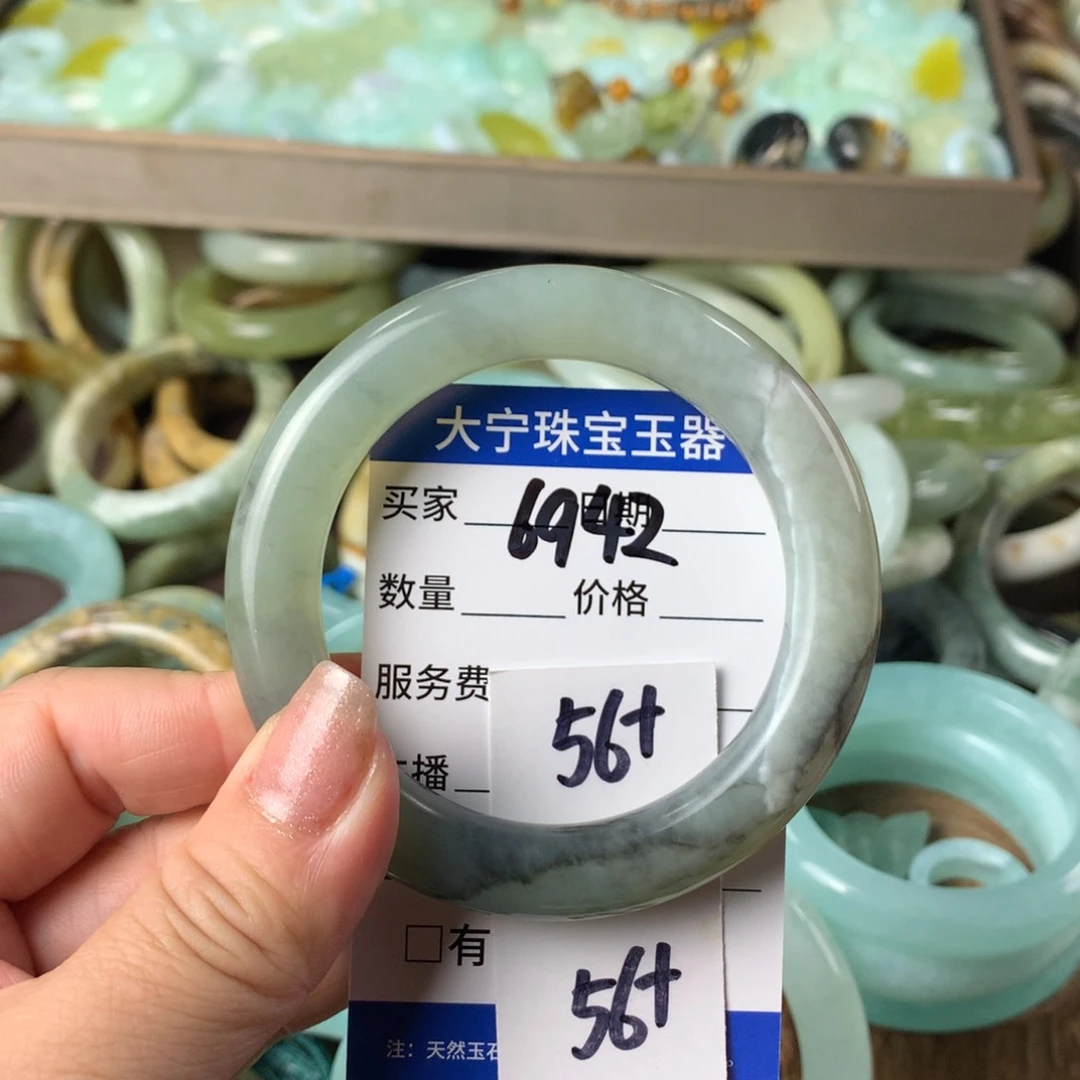 大宁珠宝玉器
买家 6942 日期
数量 价格
服务费
56+
播
有
56+
注：天然玉石